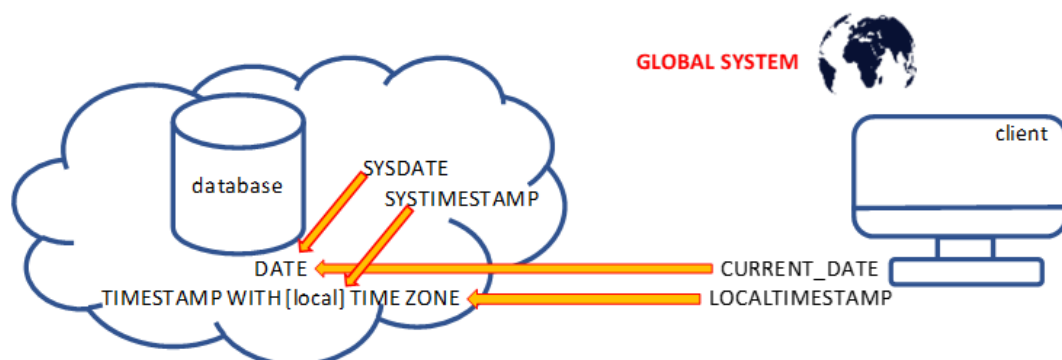 GLOBAL SYSTEM
client
SYSDATE
database
SYSTIMESTAMP
DATE
CURRENT_DATE
TIMESTAMP WITH [local] TIME ZONE
LOCALTIMESTAMP